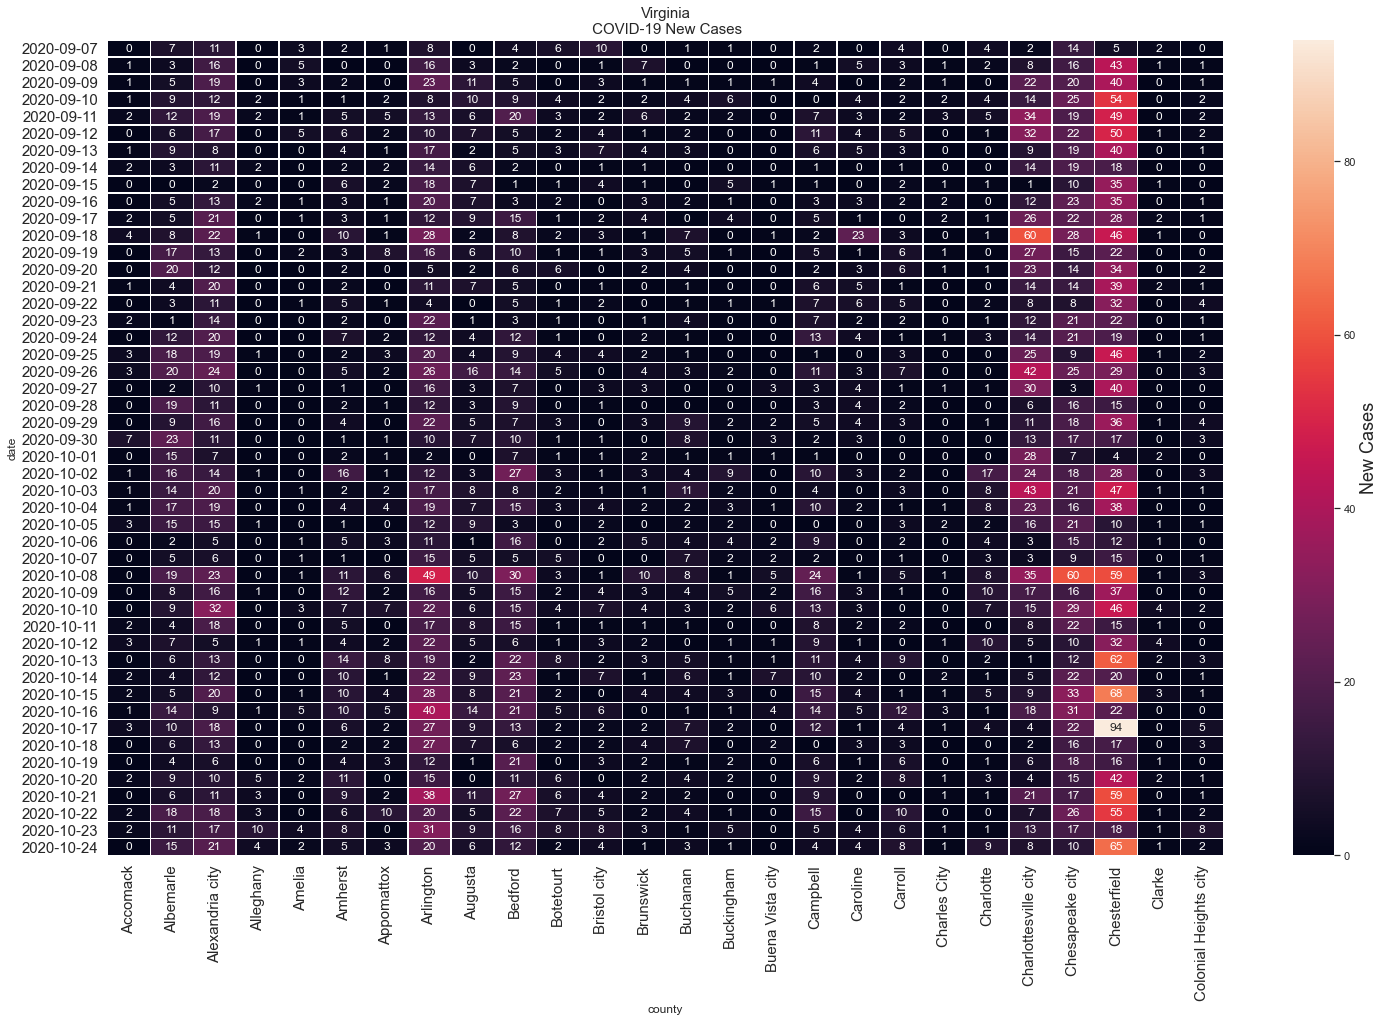 Virginia
COVID-19 New Cases
2020-09-07 0 7 11 0 3 2 1 8 0 4 6 10 0 1 1 0 2 0 4 0 4 2 14 5 2 0
2020-09-08 1 3 16 0 5 0 0 16 3 2 0 1 7 0 0 0 1 5 3 1 2 8 16 43 1 1
2020-09-09 1 5 19 0 3 2 0 23 11 5 0 3 1 1 1 1 4 0 2 1 0 22 20 40 0 1
2020-09-10 1 9 12 2 1 1 2 8 10 9 4 2 2 4 6 0 0 4 2 2 4 14 25 54 0 2
2020-09-11 2 12 19 2 1 5 5 13 6 20 3 2 6 2 2 0 7 3 2 3 5 34 19 49 0 2
2020-09-12 0 6 17 0 5 6 2 10 7 5 2 4 1 2 0 0 11 4 5 0 1 32 22 50 1 2
2020-09-13 1 9 8 0 0 4 1 17 2 5 3 7 4 3 0 0 6 5 3 0 0 9 19 40 0 1
2020-09-14 2 3 11 2 0 2 2 14 6 2 0 1 1 0 0 0 1 0 1 0 0 14 19 18 0 0
2020-09-15 0 0 2 0 0 6 2 18 7 1 1 4 1 0 5 1 1 0 2 1 1 1 10 35 1 0
2020-09-16 0 5 13 2 1 3 1 20 7 3 2 0 3 2 1 0 3 3 2 2 0 12 23 35 0 1
2020-09-17 2 5 21 0 1 3 1 12 9 15 1 2 4 0 4 0 5 1 0 2 1 26 22 28 2 1
2020-09-18 4 8 22 1 0 10 1 28 2 8 2 3 1 7 0 1 2 23 3 0 1 60 28 46 1 0
2020-09-19 0 17 13 0 2 3 8 16 6 10 1 1 3 5 1 0 5 1 6 1 0 27 15 22 0 0
2020-09-20 0 20 12 0 0 2 0 5 2 6 6 0 2 4 0 0 2 3 6 1 1 23 14 34 0 2
2020-09-21 1 4 20 0 0 2 0 11 7 5 0 1 0 1 0 0 6 5 1 0 0 14 14 39 2 1
2020-09-22 0 3 11 0 1 5 1 4 0 5 1 2 0 1 1 1 7 6 5 0 2 8 8 32 0 4
2020-09-23 2 1 14 0 0 2 0 22 1 3 1 0 1 4 0 0 7 2 2 0 1 12 21 22 0 1
2020-09-24 0 12 20 0 0 7 2 12 4 12 1 0 2 1 0 0 13 4 1 1 3 14 21 19 0 1
2020-09-25 3 18 19 1 0 2 3 20 4 9 4 4 2 1 0 0 1 0 3 0 0 25 9 46 1 2
2020-09-26 3 20 24 0 0 5 2 26 16 14 5 0 4 3 2 0 11 3 7 0 0 42 25 29 0 3
2020-09-27 0 2 10 1 0 1 0 16 3 7 0 3 3 0 0 3 3 4 1 1 1 30 3 40 0 0
2020-09-28 0 19 11 0 0 2 1 12 3 9 0 1 0 0 0 0 3 4 2 0 0 6 16 15 0 0
2020-09-29 0 9 16 0 0 4 0 22 5 7 3 0 3 9 2 2 5 4 3 0 1 11 18 36 1 4
2020-09-30 7 23 11 0 0 1 1 10 7 10 1 1 0 8 0 3 2 3 0 0 0 13 17 17 0 3
2020-10-01 0 15 7 0 0 2 1 2 0 7 1 1 2 1 1 1 1 0 0 0 0 28 7 4 2 0
2020-10-02 1 16 14 1 0 16 1 12 3 27 3 1 3 4 9 0 10 3 2 0 17 24 18 28 0 3
2020-10-03 1 14 20 0 1 2 2 17 8 8 2 1 1 11 2 0 4 0 3 0 8 43 21 47 1 1
2020-10-04 1 17 19 0 0 4 4 19 7 15 3 4 2 2 3 1 10 2 1 1 8 23 16 38 0 1
2020-10-05 3 15 15 1 0 1 0 12 9 3 0 2 0 2 2 0 0 0 3 2 2 16 21 10 1 1
2020-10-06 0 2 5 0 1 5 3 11 1 16 0 2 5 4 4 2 9 0 2 0 4 3 15 12 1 0
2020-10-07 0 5 6 0 1 1 0 15 5 5 5 0 0 7 2 2 2 0 1 0 3 3 9 15 0 1
2020-10-08 0 19 23 0 1 11 6 49 10 30 3 1 10 8 1 5 24 1 5 1 8 35 60 59 1 3
2020-10-09 0 8 16 1 0 12 2 16 5 15 2 4 3 4 5 2 16 3 1 0 10 17 16 37 0 0
2020-10-10 0 9 32 0 3 7 7 22 6 15 4 7 4 3 2 6 13 3 0 0 7 15 29 46 4 2
2020-10-11 2 4 18 0 0 5 0 17 8 15 1 1 1 1 0 0 8 2 2 0 0 8 22 15 1 0
2020-10-12 3 7 5 1 1 4 2 22 5 6 1 3 2 0 1 1 9 1 0 1 10 5 10 32 4 0
2020-10-13 0 6 13 0 0 14 8 19 2 22 8 2 3 5 1 1 11 4 9 0 2 1 12 62 2 3
2020-10-14 2 4 12 0 0 10 1 22 9 23 1 7 1 6 1 7 10 2 0 2 1 5 22 20 0 1
2020-10-15 2 5 20 0 1 10 4 28 8 21 2 0 4 4 3 0 15 4 1 1 5 9 33 68 3 1
2020-10-16 1 14 9 1 5 10 5 40 14 21 5 6 0 1 1 4 14 5 12 3 1 18 31 22 0 0
2020-10-17 3 10 18 0 0 6 2 27 9 13 2 2 2 7 2 0 12 1 4 1 4 4 22 94 0 5
2020-10-18 0 6 13 0 0 2 2 27 7 6 2 2 4 7 0 2 0 3 3 0 0 2 16 17 0 3
2020-10-19 0 4 6 0 0 4 3 12 1 21 0 3 2 2 1 0 6 1 6 0 1 6 18 16 1 0
2020-10-20 2 9 10 5 2 11 0 15 0 11 6 0 2 4 2 0 9 2 8 1 3 4 15 42 2 1
2020-10-21 0 6 11 3 0 9 2 38 11 27 6 4 2 2 0 0 9 0 0 1 1 21 17 59 0 1
2020-10-22 2 18 18 3 0 6 10 20 5 22 7 5 2 4 1 0 15 0 10 0 0 7 26 55 1 2
2020-10-23 2 11 17 10 4 8 0 31 9 16 8 8 3 1 5 0 5 4 6 1 1 13 17 18 1 8
2020-10-24 0 15 21 4 2 5 3 20 6 12 2 4 1 3 1 0 4 4 8 1 9 8 10 65 1 2
Accomack Albemarle Alexandria city Alleghany Amelia Amherst Appomattox Arlington Augusta Bedford Botetourt Bristol city Brunswick Buchanan Buckingham Buena Vista city Campbell Caroline Carroll Charles City Charlotte Charlottesville city Chesapeake city Chesterfield Clarke Colonial Heights city
county
date
80
60
40
20
0
New Cases